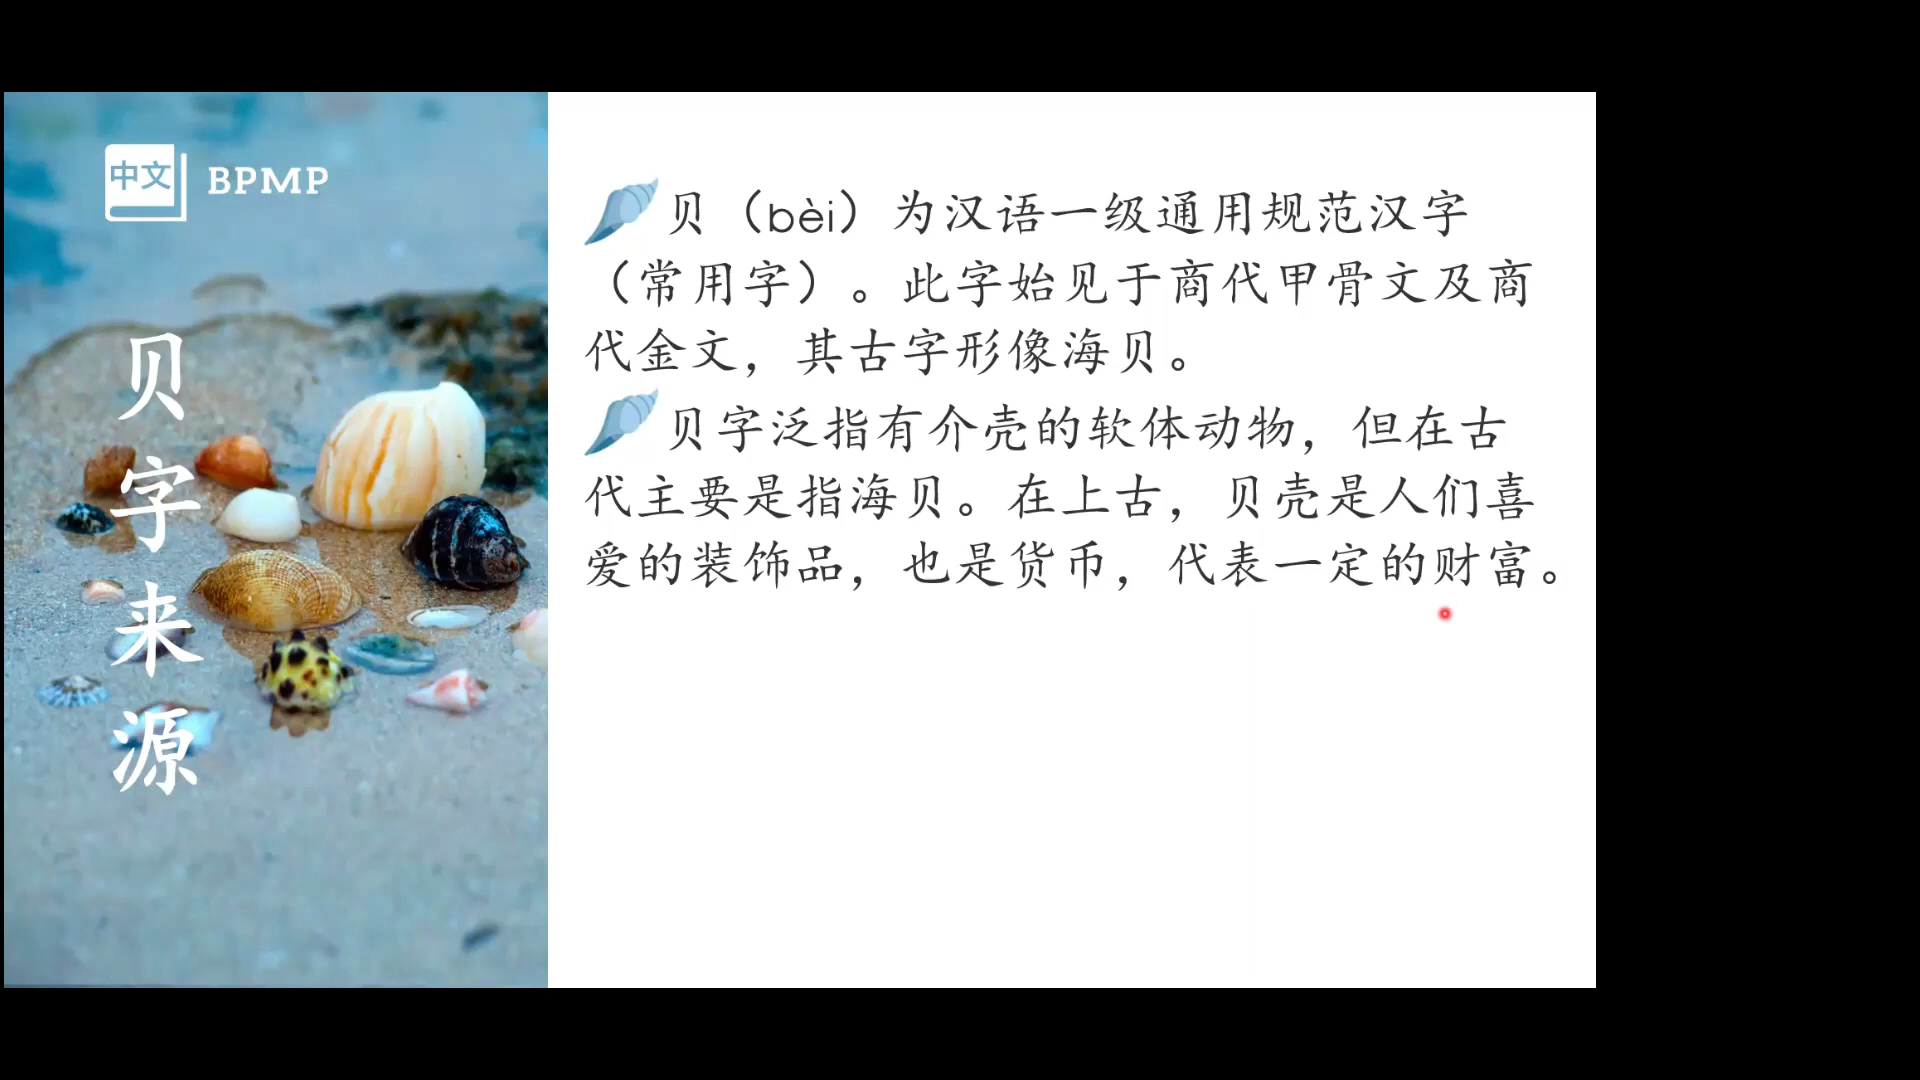 中文 BPMP
贝字来源
贝（bèi）为汉语一级通用规范汉字
（常用字）。此字始见于商代甲骨文及商
代金文，其古字形像海贝。
贝字泛指有介壳的软体动物，但在古
代主要是指海贝。在上古，贝壳是人们喜
爱的装饰品，也是货币，代表一定的财富。